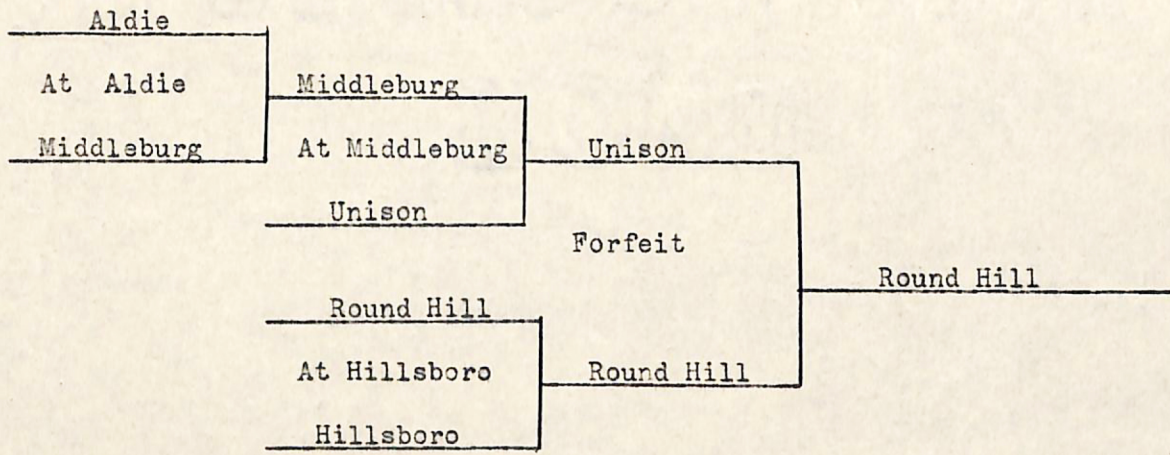 Aldie
At Aldie
Middleburg
Middleburg
At Middleburg
Unison
Unison
Forfeit
Round Hill
At Hillsboro
Hillsboro
Round Hill
Round Hill